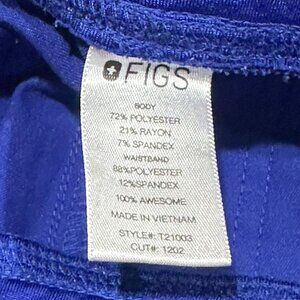 FIGS
BODY
72% POLYESTER
21% RAYON
7% SPANDEX
WAISTBAND
88%POLYESTER
12%SPANDEX
100% AWESOME
MADE IN VIETNAM
STYLE#: T21003
CUT#: 1202